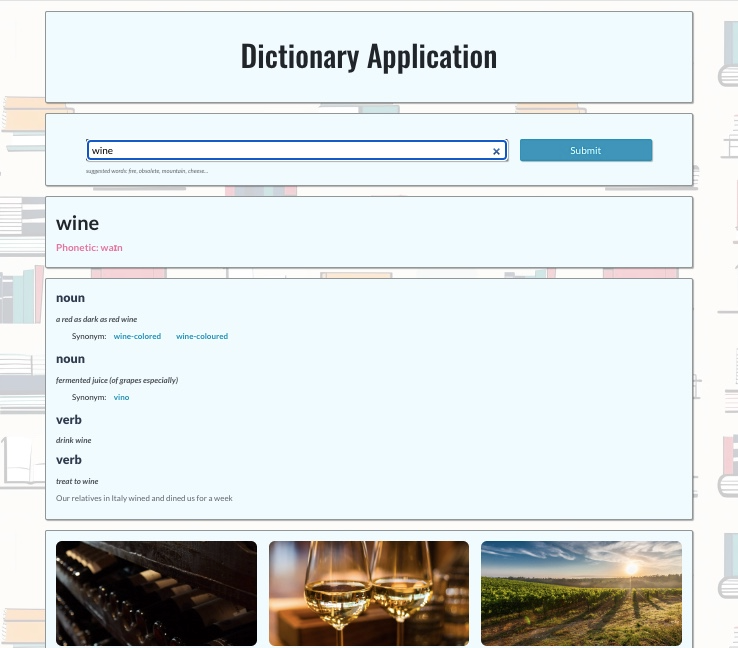 Dictionary Application
wine
Submit
suggested words: fire, obsolete, mountain, cheese...
wine
Phonetic: waɪn
noun
a red as dark as red wine
Synonym: wine-colored wine-coloured
noun
fermented juice (of grapes especially)
Synonym: vino
verb
drink wine
verb
treat to wine
Our relatives in Italy wined and dined us for a week